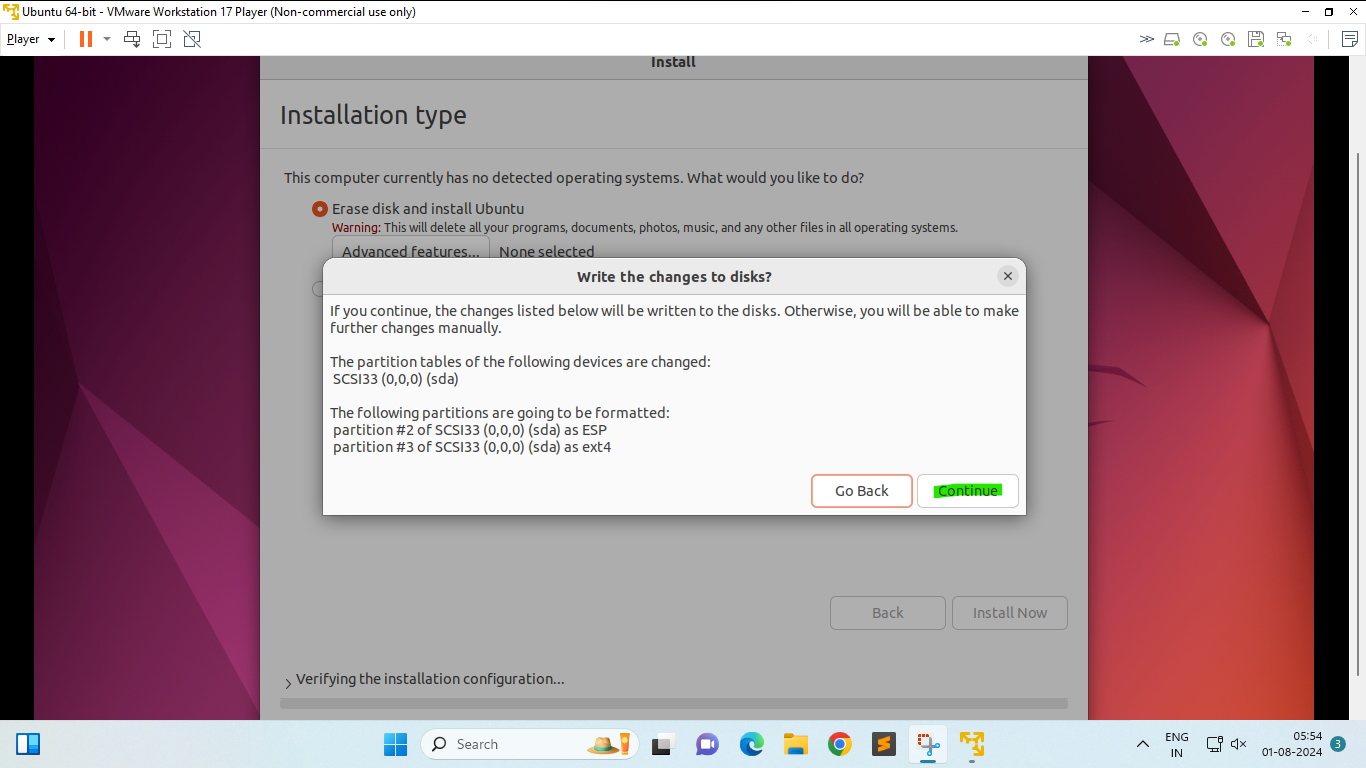 Ubuntu 64-bit - VMware Workstation 17 Player (Non-commercial use only)
Player
Install
Installation type
This computer currently has no detected operating systems. What would you like to do?
Erase disk and install Ubuntu
Warning: This will delete all your programs, documents, photos, music, and any other files in all operating systems.
Advanced features... None selected
Write the changes to disks?
If you continue, the changes listed below will be written to the disks. Otherwise, you will be able to make
further changes manually.
The partition tables of the following devices are changed:
SCSI33 (0,0,0) (sda)
The following partitions are going to be formatted:
partition #2 of SCSI33 (0,0,0) (sda) as ESP
partition #3 of SCSI33 (0,0,0) (sda) as ext4
Go Back Continue
Back Install Now
Verifying the installation configuration...
Search
ENG
IN
05:54
01-08-2024
3